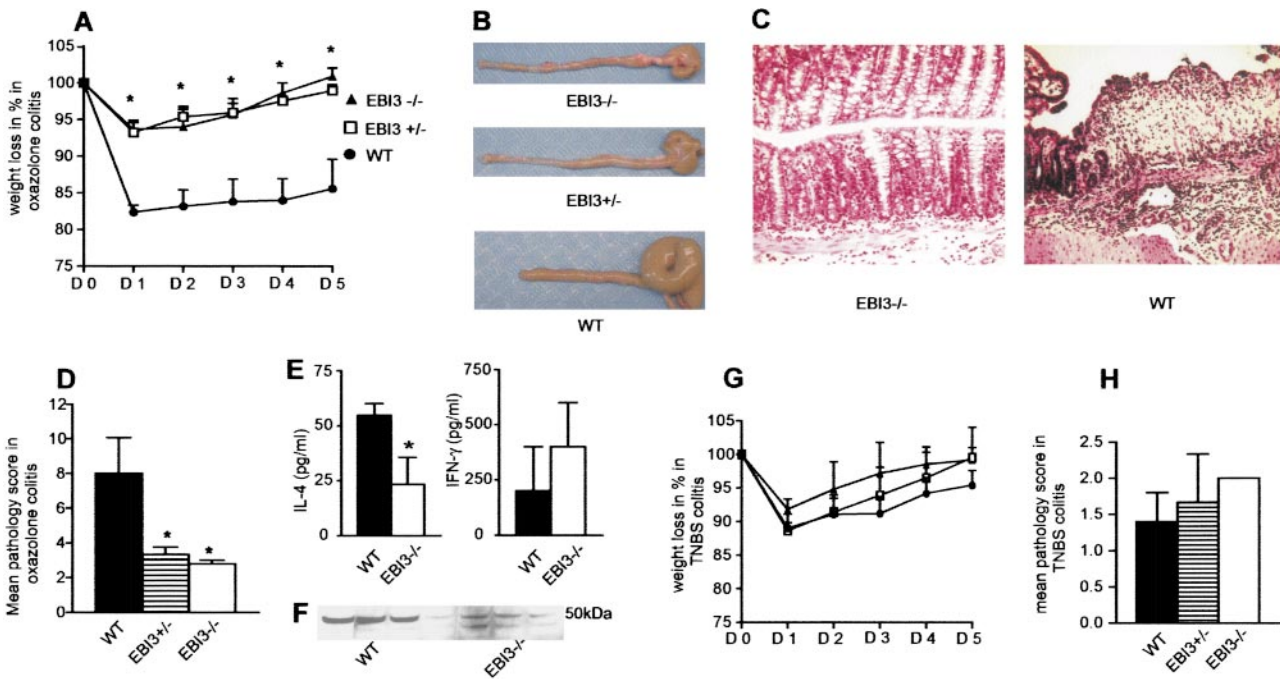 A
weight loss in % in
oxazolone colitis
105
100
95
90
85
80
75
D 0 D 1 D 2 D 3 D 4 D 5
* * * * *
EBI3 -/-
EBI3 +/-
WT
B
EBI3-/-
EBI3+/-
WT
C
EBI3-/- WT
D
Mean pathology score in
oxazolone colitis
12
10
8
6
4
2
0
* *
WT EBI3+/- EBI3-/-
E
IL-4 (pg/ml)
75
50
25
0
*
WT EBI3-/-
IFN-γ (pg/ml)
750
500
250
0
WT EBI3-/-
F
50kDa
WT EBI3-/-
G
weight loss in % in
TNBS colitis
105
100
95
90
85
80
75
D 0 D 1 D 2 D 3 D 4 D 5
H
mean pathology score in
TNBS colitis
2.5
2.0
1.5
1.0
0.5
0.0
WT EBI3+/- EBI3-/-